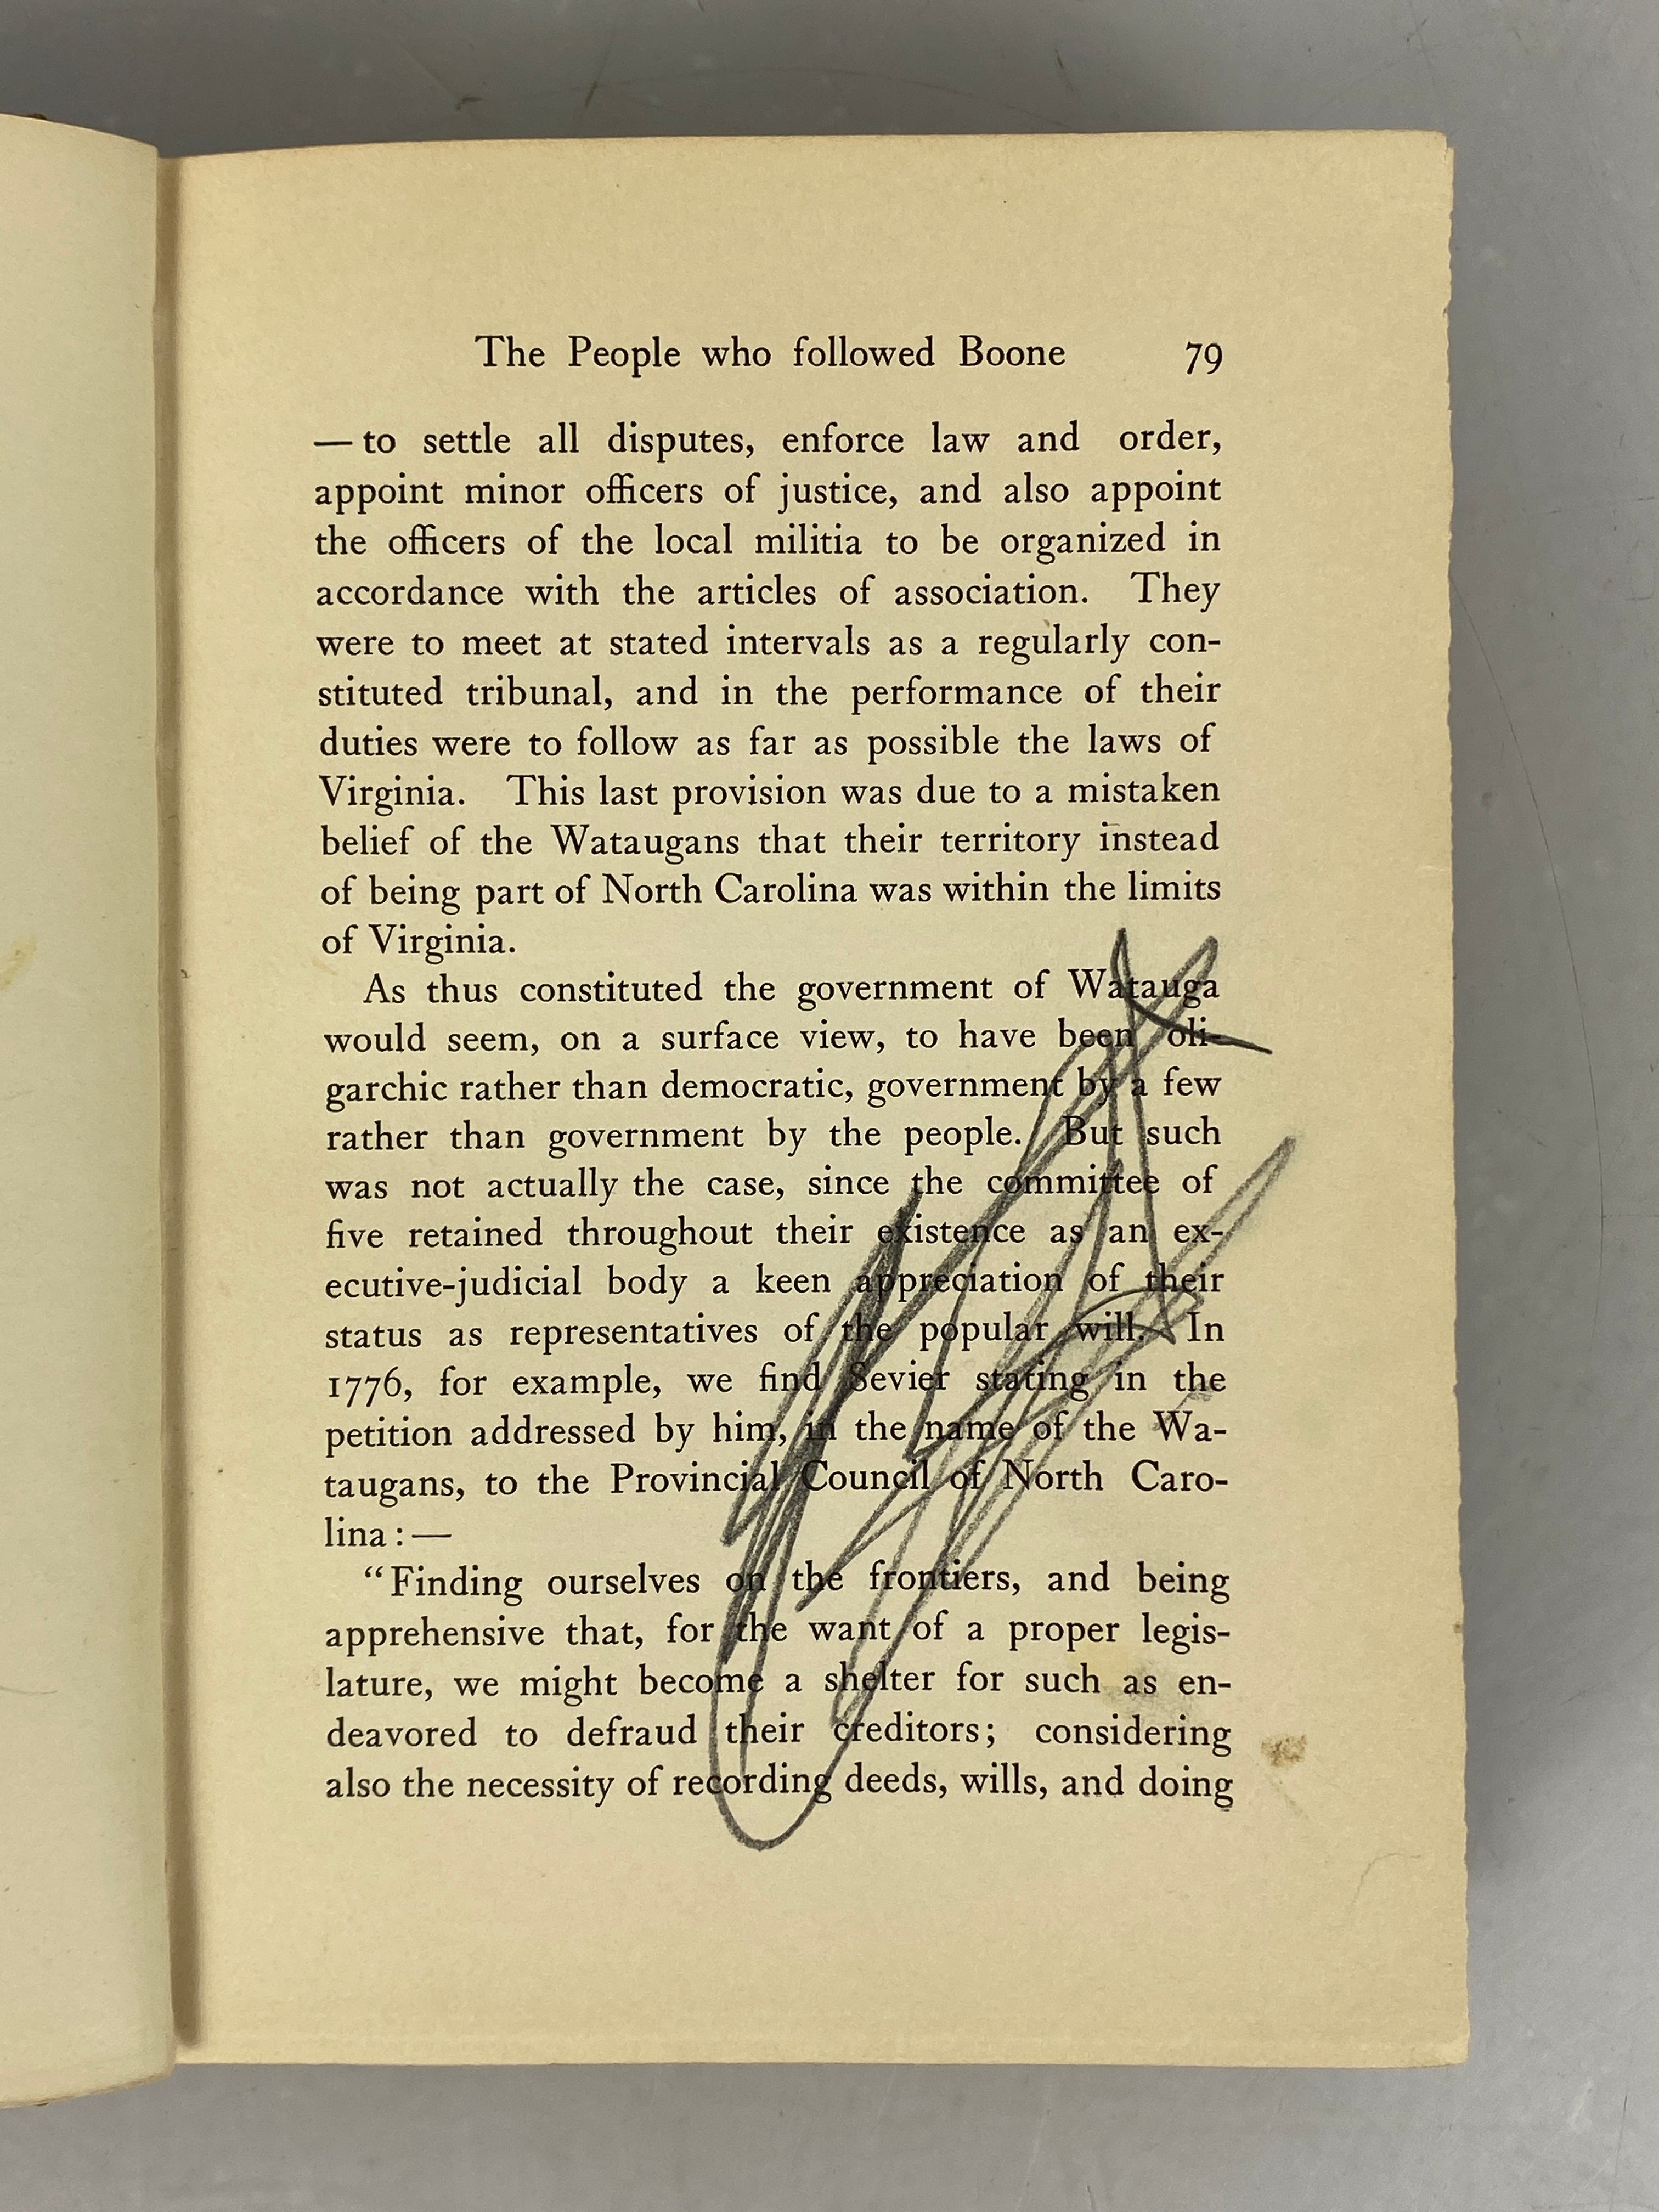 The People who followed Boone 79
— to settle all disputes, enforce law and order,
appoint minor officers of justice, and also appoint
the officers of the local militia to be organized in
accordance with the articles of association. They
were to meet at stated intervals as a regularly con-
stituted tribunal, and in the performance of their
duties were to follow as far as possible the laws of
Virginia. This last provision was due to a mistaken
belief of the Wataugans that their territory instead
of being part of North Carolina was within the limits
of Virginia.
As thus constituted the government of Watauga
would seem, on a surface view, to have been oli-
garchic rather than democratic, government by a few
rather than government by the people. But such
was not actually the case, since the committee of
five retained throughout their existence as an ex-
ecutive-judicial body a keen appreciation of their
status as representatives of the popular will. In
1776, for example, we find Sevier stating in the
petition addressed by him, in the name of the Wa-
taugans, to the Provincial Council of North Caro-
lina : —
“Finding ourselves on the frontiers, and being
apprehensive that, for the want of a proper legis-
lature, we might become a shelter for such as en-
deavored to defraud their creditors; considering
also the necessity of recording deeds, wills, and doing